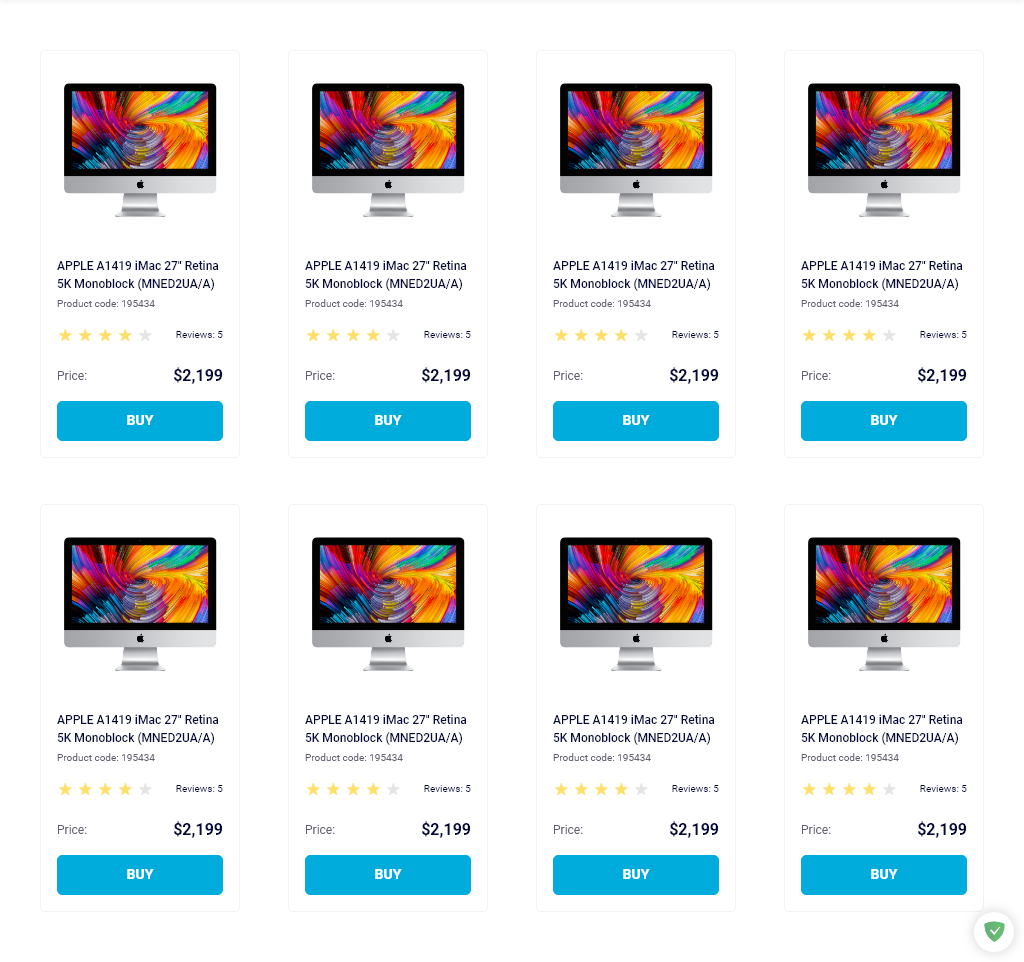 APPLE A1419 iMac 27" Retina
5K Monoblock (MNED2UA/A)
Product code: 195434
Reviews: 5
Price: $2,199
BUY
APPLE A1419 iMac 27" Retina
5K Monoblock (MNED2UA/A)
Product code: 195434
Reviews: 5
Price: $2,199
BUY
APPLE A1419 iMac 27" Retina
5K Monoblock (MNED2UA/A)
Product code: 195434
Reviews: 5
Price: $2,199
BUY
APPLE A1419 iMac 27" Retina
5K Monoblock (MNED2UA/A)
Product code: 195434
Reviews: 5
Price: $2,199
BUY
APPLE A1419 iMac 27" Retina
5K Monoblock (MNED2UA/A)
Product code: 195434
Reviews: 5
Price: $2,199
BUY
APPLE A1419 iMac 27" Retina
5K Monoblock (MNED2UA/A)
Product code: 195434
Reviews: 5
Price: $2,199
BUY
APPLE A1419 iMac 27" Retina
5K Monoblock (MNED2UA/A)
Product code: 195434
Reviews: 5
Price: $2,199
BUY
APPLE A1419 iMac 27" Retina
5K Monoblock (MNED2UA/A)
Product code: 195434
Reviews: 5
Price: $2,199
BUY